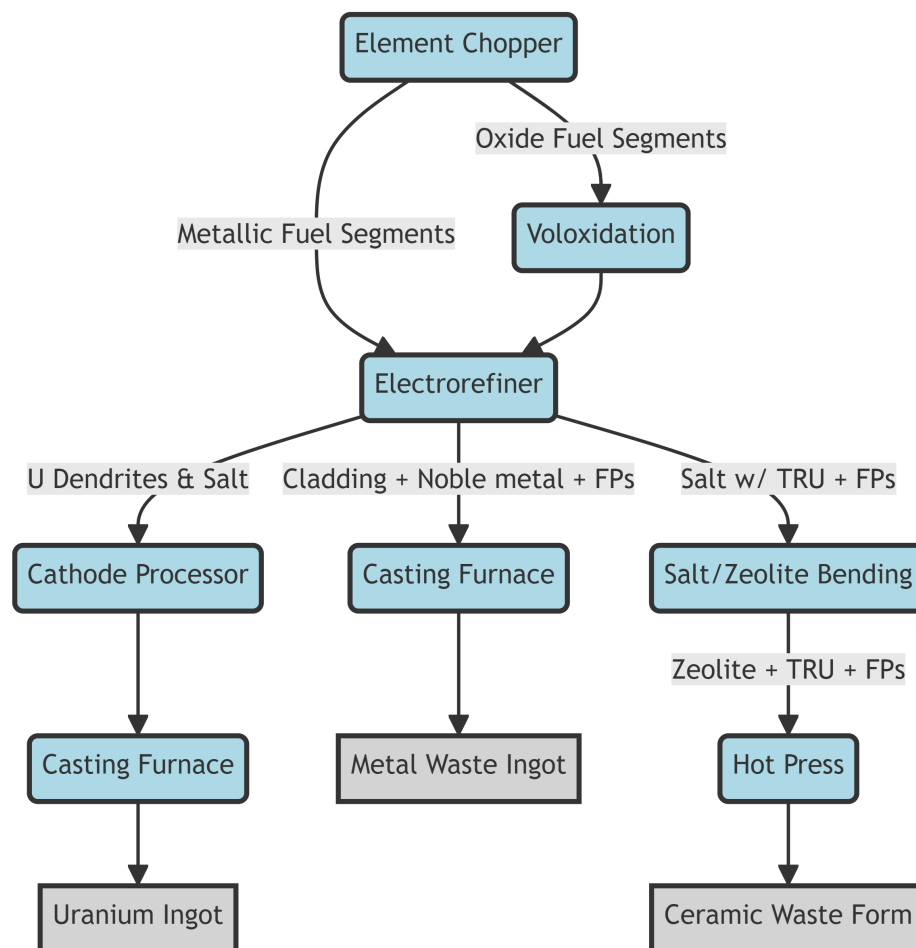 Element Chopper
Oxide Fuel Segments
Metallic Fuel Segments
Voloxidation
Electrorefiner
U Dendrites & Salt
Cladding + Noble metal + FPs
Salt w/ TRU + FPs
Cathode Processor
Casting Furnace
Salt/Zeolite Bending
Zeolite + TRU + FPs
Casting Furnace
Metal Waste Ingot
Hot Press
Uranium Ingot
Ceramic Waste Form